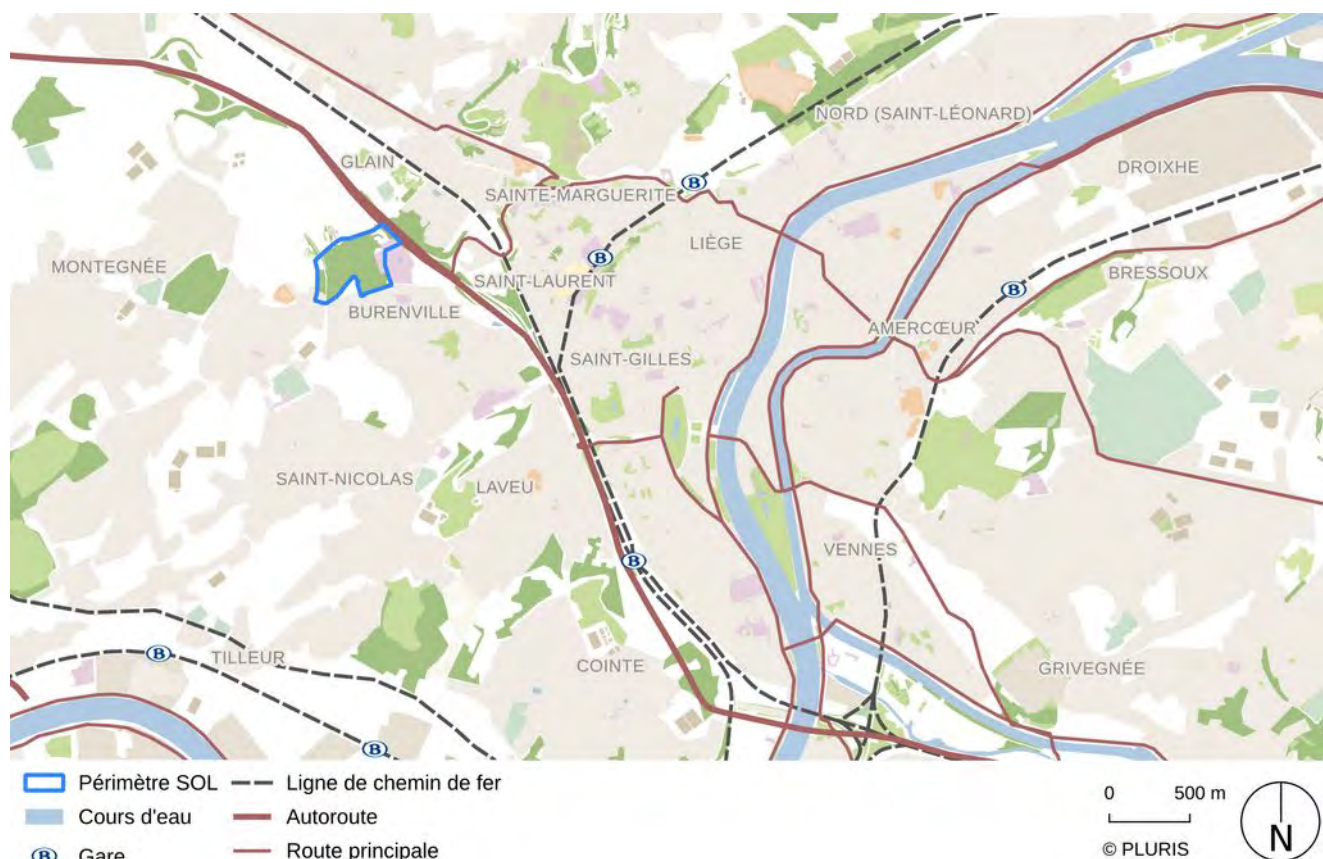 NORD (SAINT-LÉONARD)
GLAIN
DROIXHE
SAINTE-MARGUERITE
B
LIÈGE
B
MONTEGNÉE
SAINT-LAURENT
BRESSOUX
B
BURENVILLE
AMERCŒUR
SAINT-GILLES
SAINT-NICOLAS
LAVEU
VENNES
B
TILLEUR
B
COINTE
GRIVEGNÉE
B
Périmètre SOL
Ligne de chemin de fer
Cours d'eau
Autoroute
B Gare
Route principale
0 500 m
© PLURIS
N